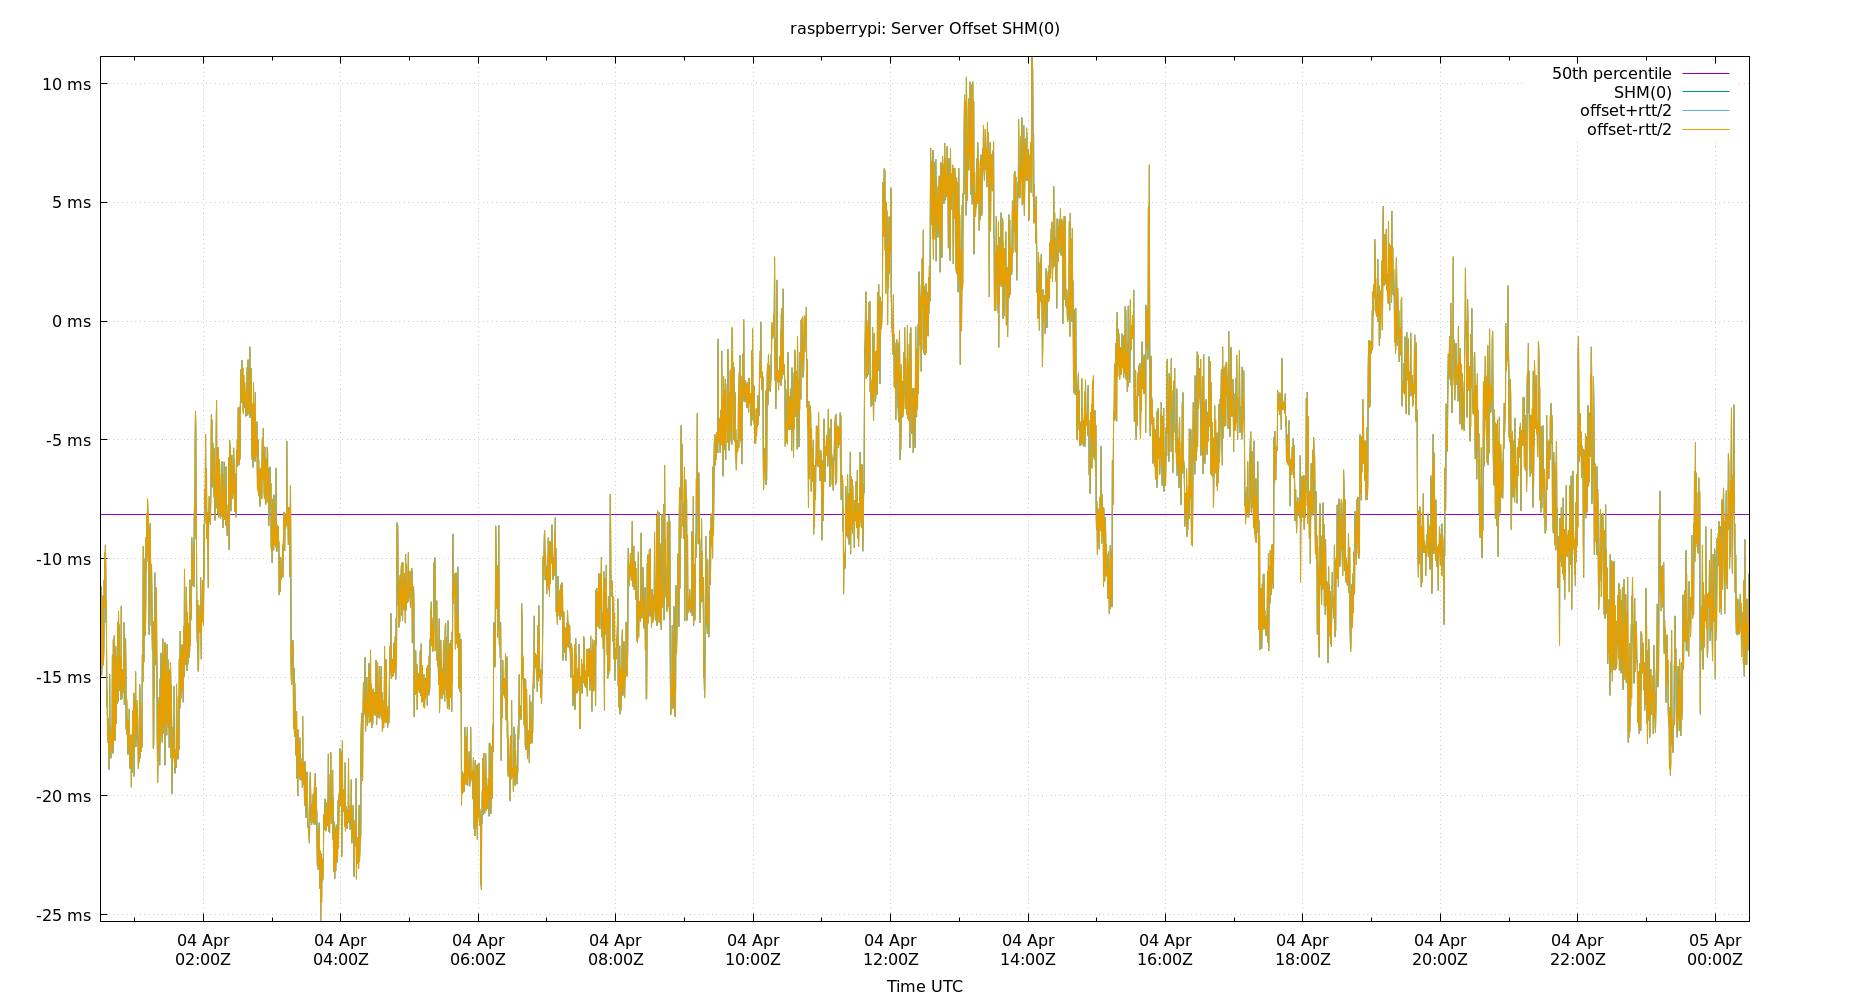 raspberrypi: Server Offset SHM(0)
10 ms
5 ms
0 ms
-5 ms
-10 ms
-15 ms
-20 ms
-25 ms
50th percentile
SHM(0)
offset+rtt/2
offset-rtt/2
04 Apr 04 Apr 04 Apr 04 Apr 04 Apr 04 Apr 04 Apr 04 Apr 04 Apr 04 Apr 04 Apr 05 Apr
02:00Z 04:00Z 06:00Z 08:00Z 10:00Z 12:00Z 14:00Z 16:00Z 18:00Z 20:00Z 22:00Z 00:00Z
Time UTC